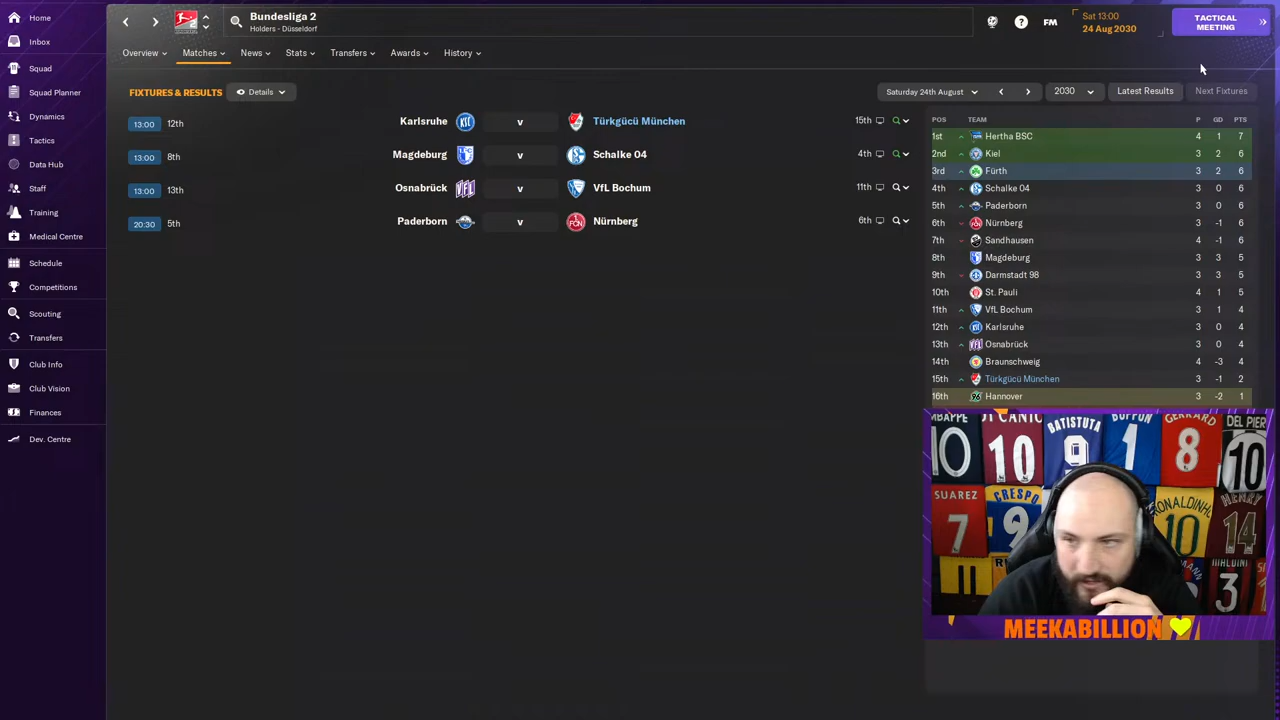 Home
Inbox
Squad
Squad Planner
Dynamics
Tactics
Data Hub
Staff
Training
Medical Centre
Schedule
Competitions
Scouting
Transfers
Club Info
Club Vision
Finances
Dev. Centre
Bundesliga 2
Holders - Düsseldorf
FM
Sat 13:00
24 Aug 2030
TACTICAL
MEETING
Overview Matches News Stats Transfers Awards History
FIXTURES & RESULTS Details
Saturday 24th August 2030 Latest Results Next Fixtures
13:00 12th Karlsruhe v Türkgücü München 15th
13:00 8th Magdeburg v Schalke 04 4th
13:00 13th Osnabrück v VfL Bochum 11th
20:30 5th Paderborn v Nürnberg 6th
POS TEAM P GD PTS
1st Hertha BSC 4 1 7
2nd Kiel 3 2 6
3rd Fürth 3 2 6
4th Schalke 04 3 0 6
5th Paderborn 3 0 6
6th Nürnberg 3 -1 6
7th Sandhausen 4 -1 6
8th Magdeburg 3 3 5
9th Darmstadt 98 3 3 5
10th St. Pauli 4 1 5
11th VfL Bochum 3 1 4
12th Karlsruhe 3 0 4
13th Osnabrück 3 0 4
14th Braunschweig 4 -3 4
15th Türkgücü München 3 -1 2
16th Hannover 3 -2 1
MBAPPE 10
DI CANIO 10
BATISTUTA 9
BUFFON 1
GERRARD 8
DEL PIER 10
SUAREZ 7
CRESPO 9
RONALDINHO 10
HENRY 14
MALDINI 3
MEEKABILLION